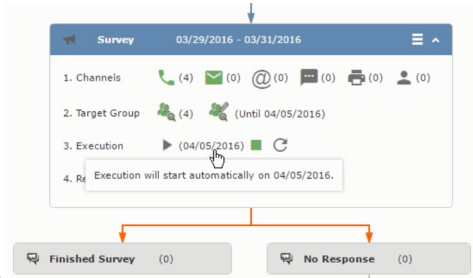 Survey 03/29/2016 - 03/31/2016
1. Channels (4) (0) @ (0) (0) (0) (0)
2. Target Group (4) (Until 04/05/2016)
3. Execution (04/05/2016)
4. Re
Execution will start automatically on 04/05/2016.
Finished Survey (0) No Response (0)